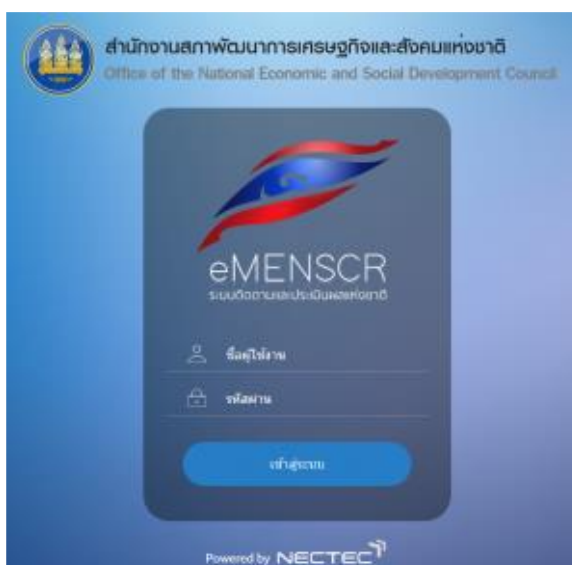 สำนักงานสภาพัฒนาการเศรษฐกิจและสังคมแห่งชาติ
Office of the National Economic and Social Development Council
eMENSCR
ระบบติดตามและประเมินผลแห่งชาติ
ชื่อผู้ใช้งาน
รหัสผ่าน
เข้าสู่ระบบ
Powered by NECTEC